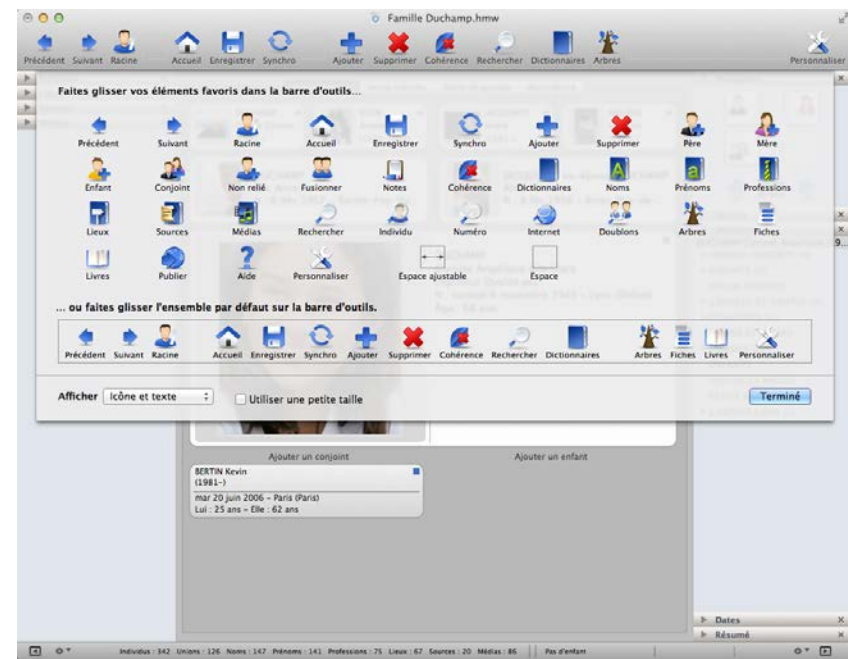 Famille Duchamp.hmw
Précédent Suivant Racine Accueil Enregistrer Synchro Ajouter Supprimer Cohérence Rechercher Dictionnaires Arbres Personnaliser
Faites glisser vos éléments favoris dans la barre d'outils...
Précédent Suivant Racine Accueil Enregistrer Synchro Ajouter Supprimer Père Mère
Enfant Conjoint Non relié Fusionner Notes Cohérence Dictionnaires Noms Prénoms Professions
Lieux Sources Médias Rechercher Individu Numéro Internet Doublons Arbres Fiches
Livres Publier Aide Personnaliser Espace ajustable Espace
... ou faites glisser l'ensemble par défaut sur la barre d'outils.
Précédent Suivant Racine Accueil Enregistrer Synchro Ajouter Supprimer Cohérence Rechercher Dictionnaires Arbres Fiches Livres Personnaliser
Afficher Icône et texte Utiliser une petite taille Terminé
Ajouter un conjoint Ajouter un enfant
BERTIN Kevin
(1981-)
mar 20 juin 2006 – Paris (Paris)
Lui : 25 ans – Elle : 62 ans
Dates
Résumé
Individus : 342 Unions : 126 Noms : 147 Prénoms : 141 Professions : 75 Lieux : 67 Sources : 20 Médias : 86 Pas d'enfant